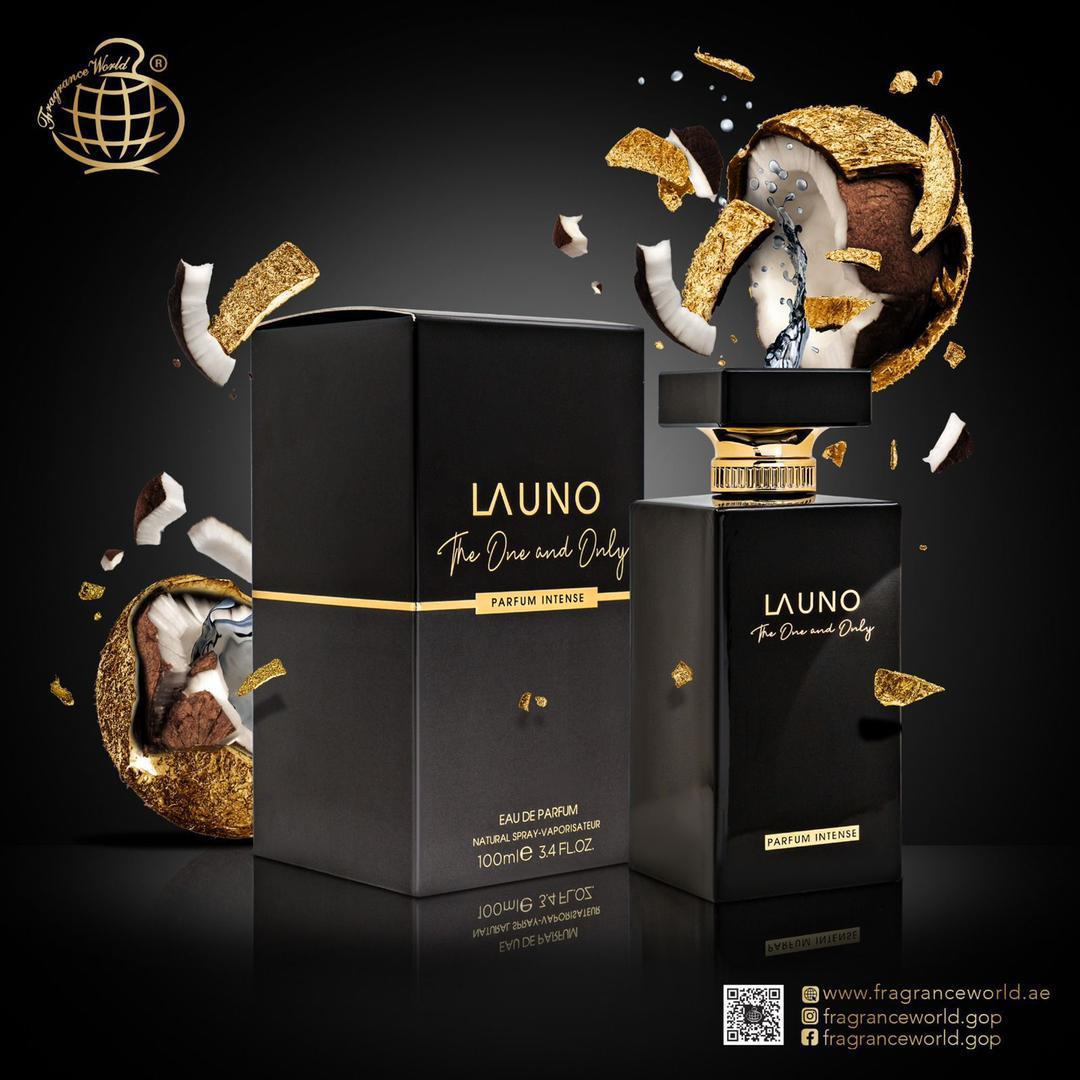 Fragrance World ®
LAUNO
The One and Only
PARFUM INTENSE
EAU DE PARFUM
NATURAL SPRAY-VAPORISATEUR
100ml℮ 3.4 FL.OZ.
LAUNO
The One and Only
PARFUM INTENSE
www.fragranceworld.ae
fragranceworld.gop
fragranceworld.gop